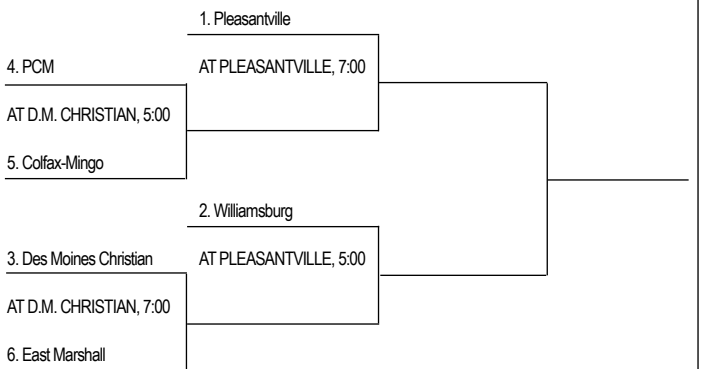 1. Pleasantville
4. PCM
AT PLEASANTVILLE, 7:00
AT D.M. CHRISTIAN, 5:00
5. Colfax-Mingo
2. Williamsburg
3. Des Moines Christian
AT PLEASANTVILLE, 5:00
AT D.M. CHRISTIAN, 7:00
6. East Marshall